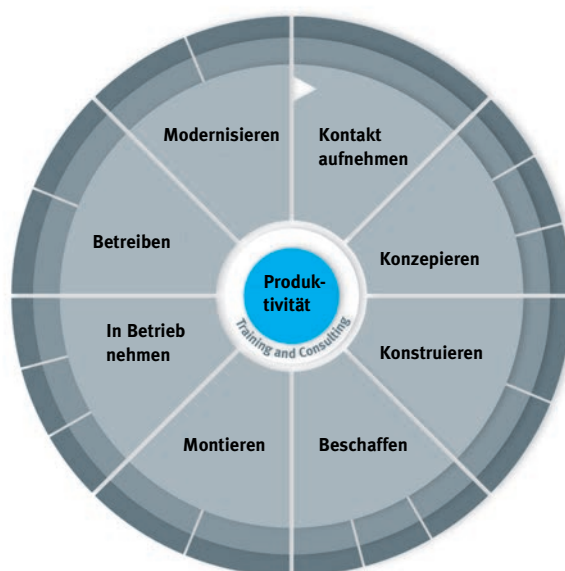 Modernisieren
Kontakt
aufnehmen
Betreiben
Konzepieren
Produk-
tivität
Training and Consulting
In Betrieb
nehmen
Konstruieren
Montieren
Beschaffen